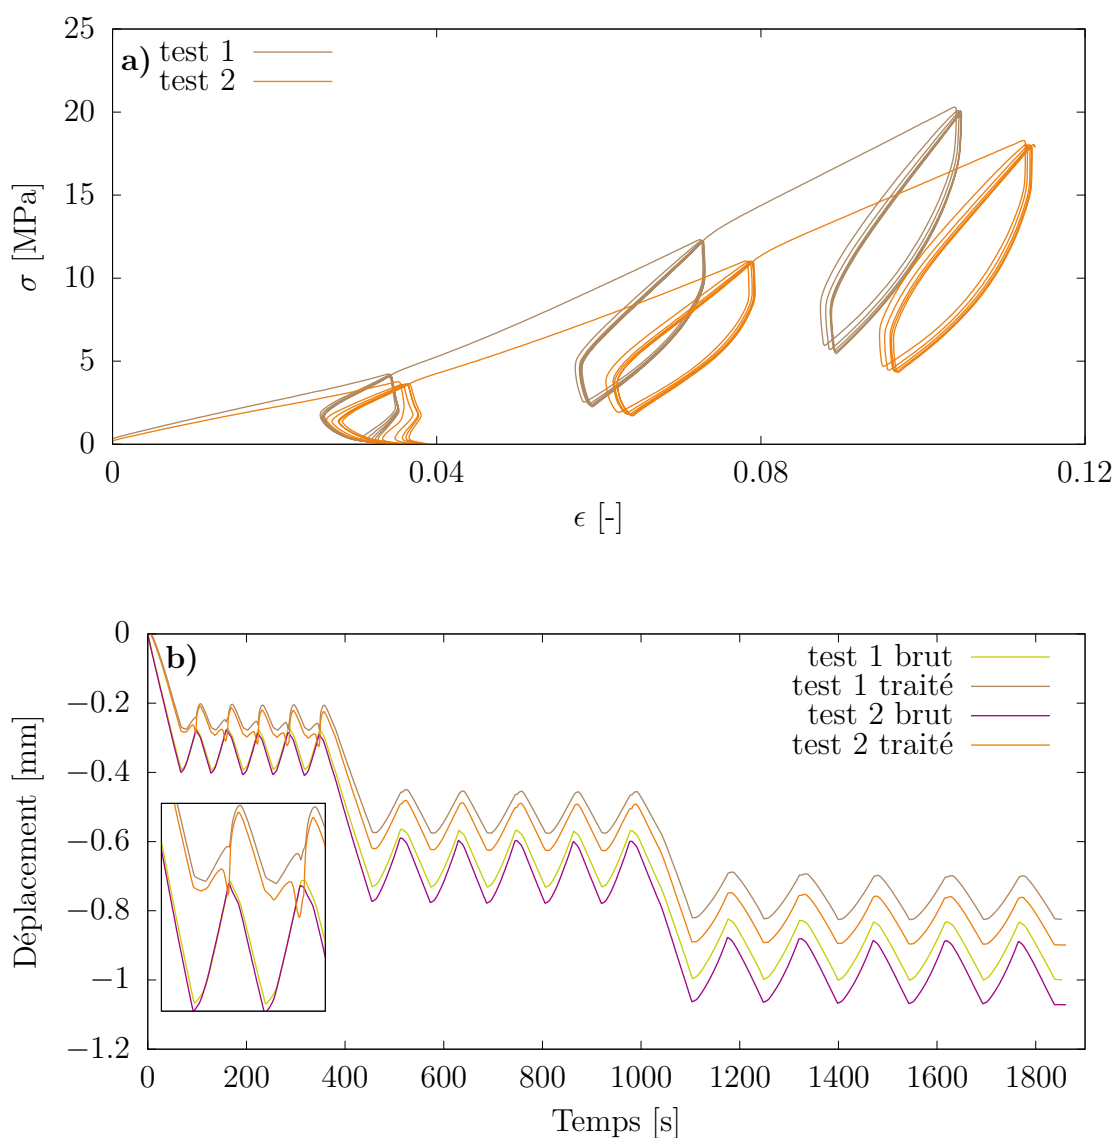 a)
test 1
test 2
25
20
15
10
5
0
σ [MPa]
0 0.04 0.08 0.12
ϵ [-]
b)
test 1 brut
test 1 traité
test 2 brut
test 2 traité
0
−0.2
−0.4
−0.6
−0.8
−1
−1.2
Déplacement [mm]
0 200 400 600 800 1000 1200 1400 1600 1800
Temps [s]